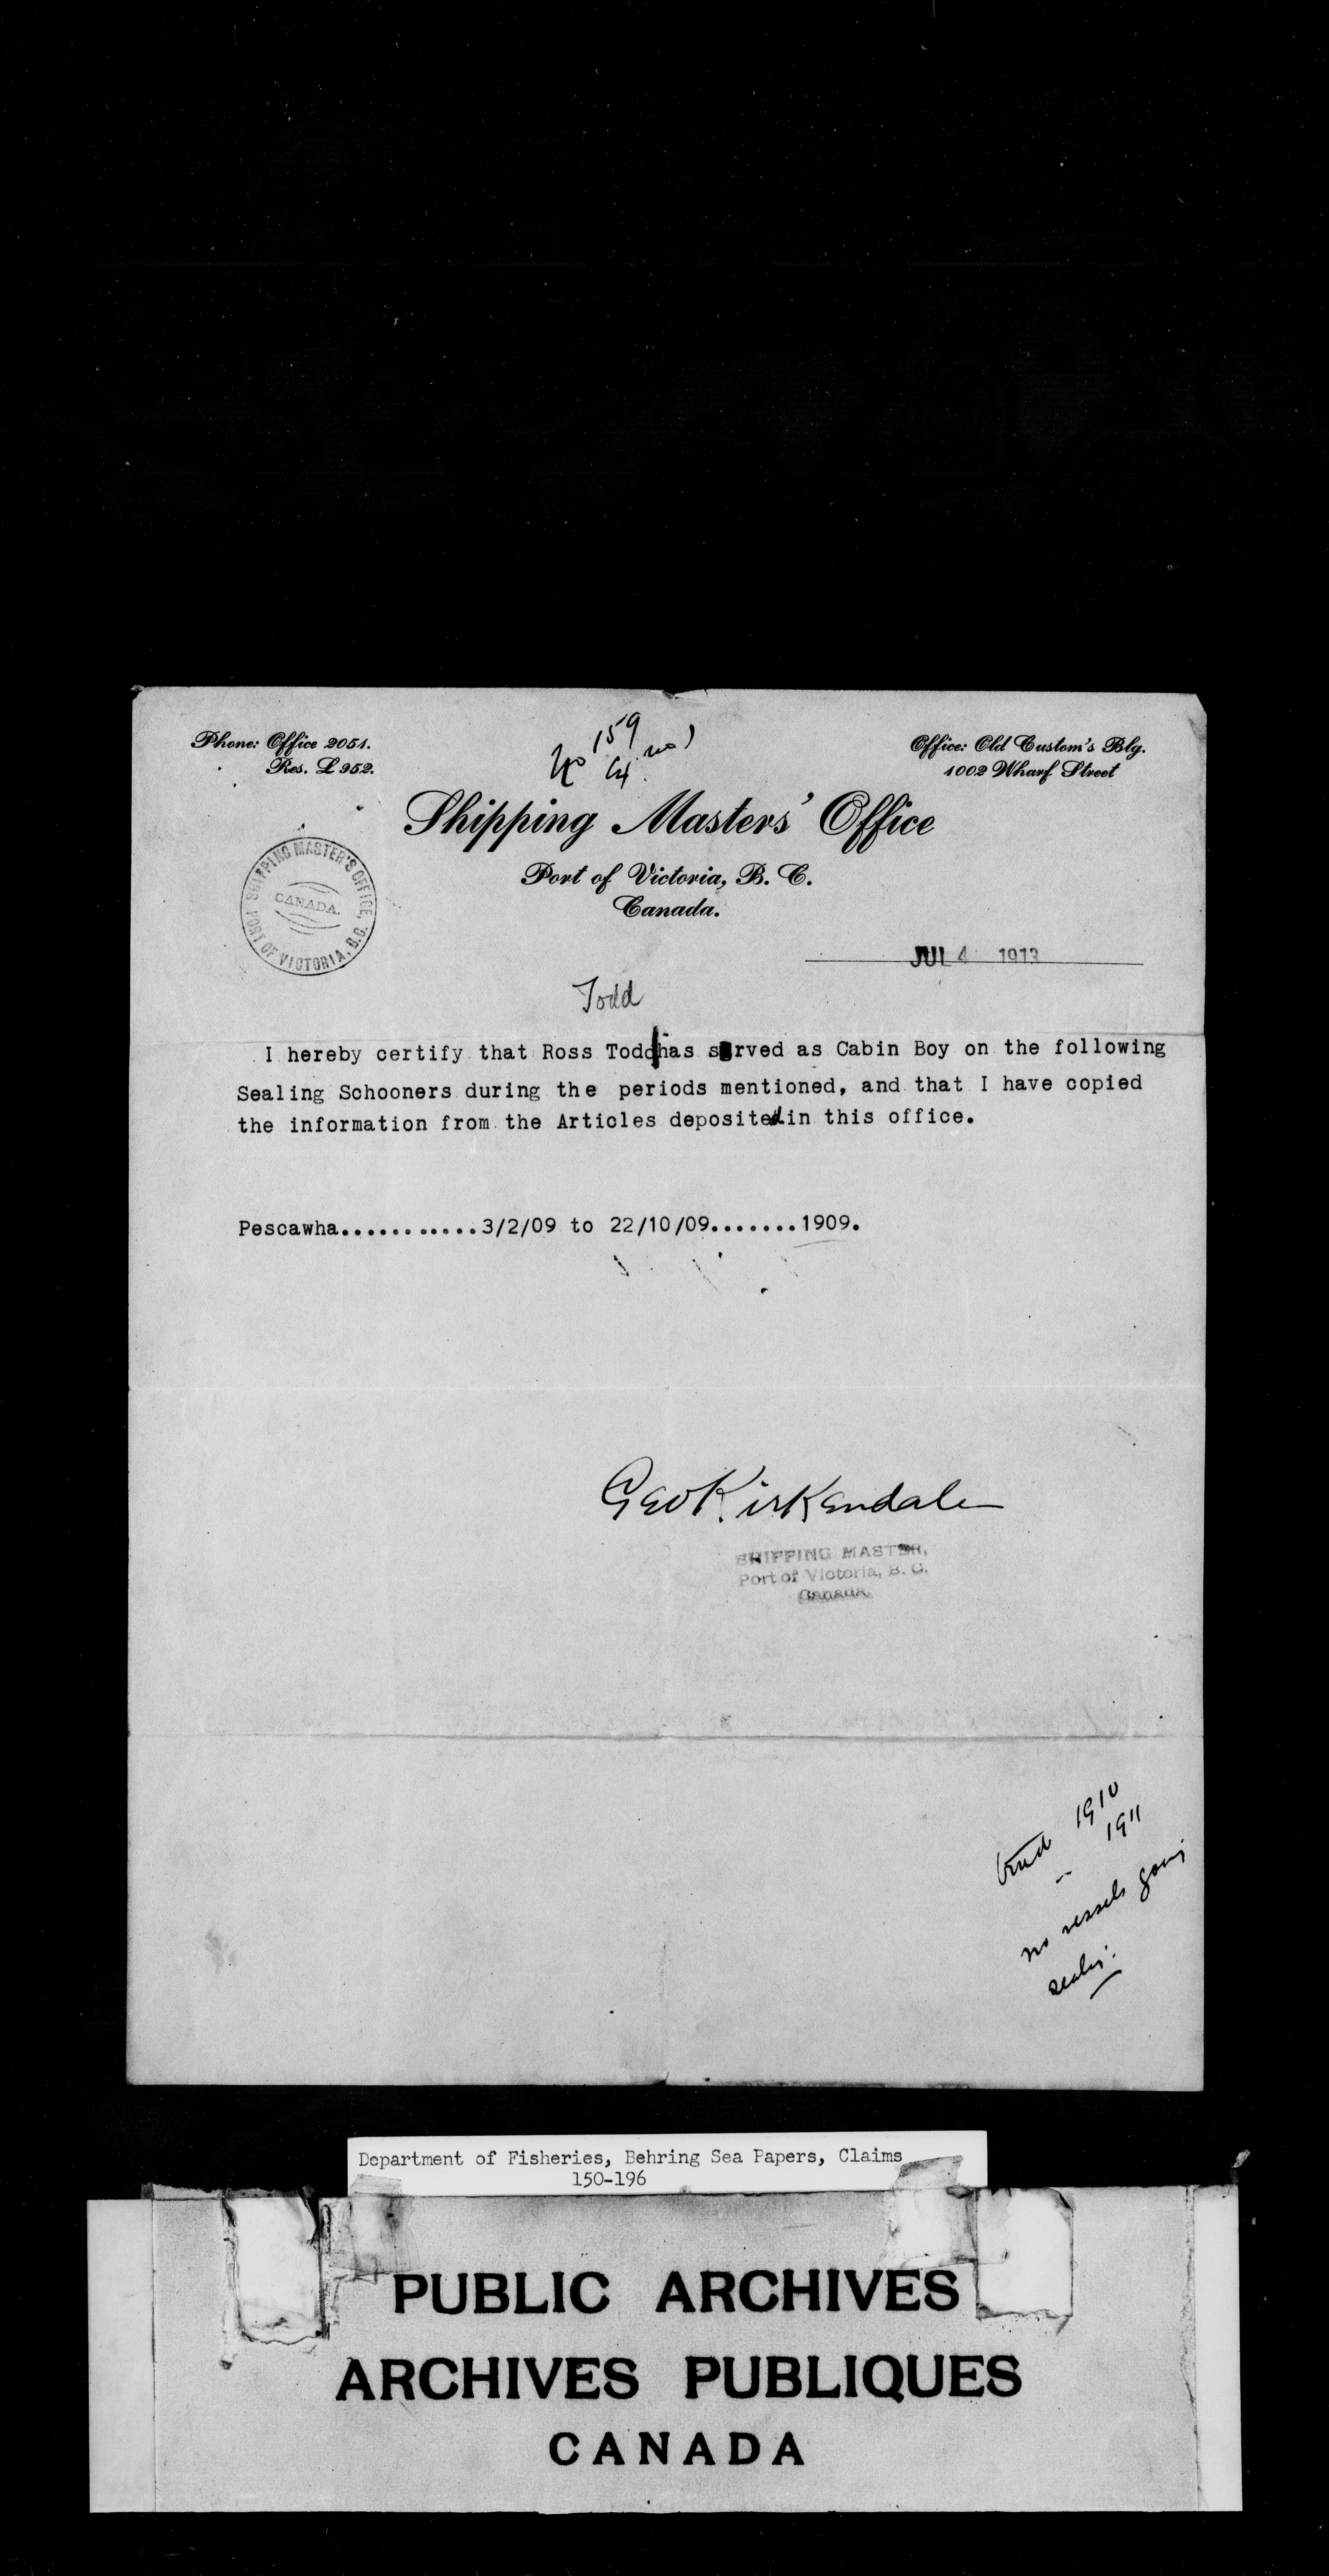 159
No Ex no 1
Phone: Office 2051.
Res. L 952.
Office: Old Custom's Blg.
1002 Wharf Street
Shipping Masters' Office
Port of Victoria, B. C.
Canada.
SHIPPING MASTER'S OFFICE,
CANADA.
PORT OF VICTORIA, B.C.
JUL 4 1913
Todd
I hereby certify that Ross Todd has served as Cabin Boy on the following
Sealing Schooners during the periods mentioned, and that I have copied
the information from the Articles deposited in this office.
Pescawha...........3/2/09 to 22/10/09.......1909.
Geo Kirkendale
SHIPPING MASTER,
Port of Victoria, B. C.
Canada
1910
" 1911
no vessels going
sealing.
Department of Fisheries, Behring Sea Papers, Claims
150-196
PUBLIC ARCHIVES
ARCHIVES PUBLIQUES
CANADA